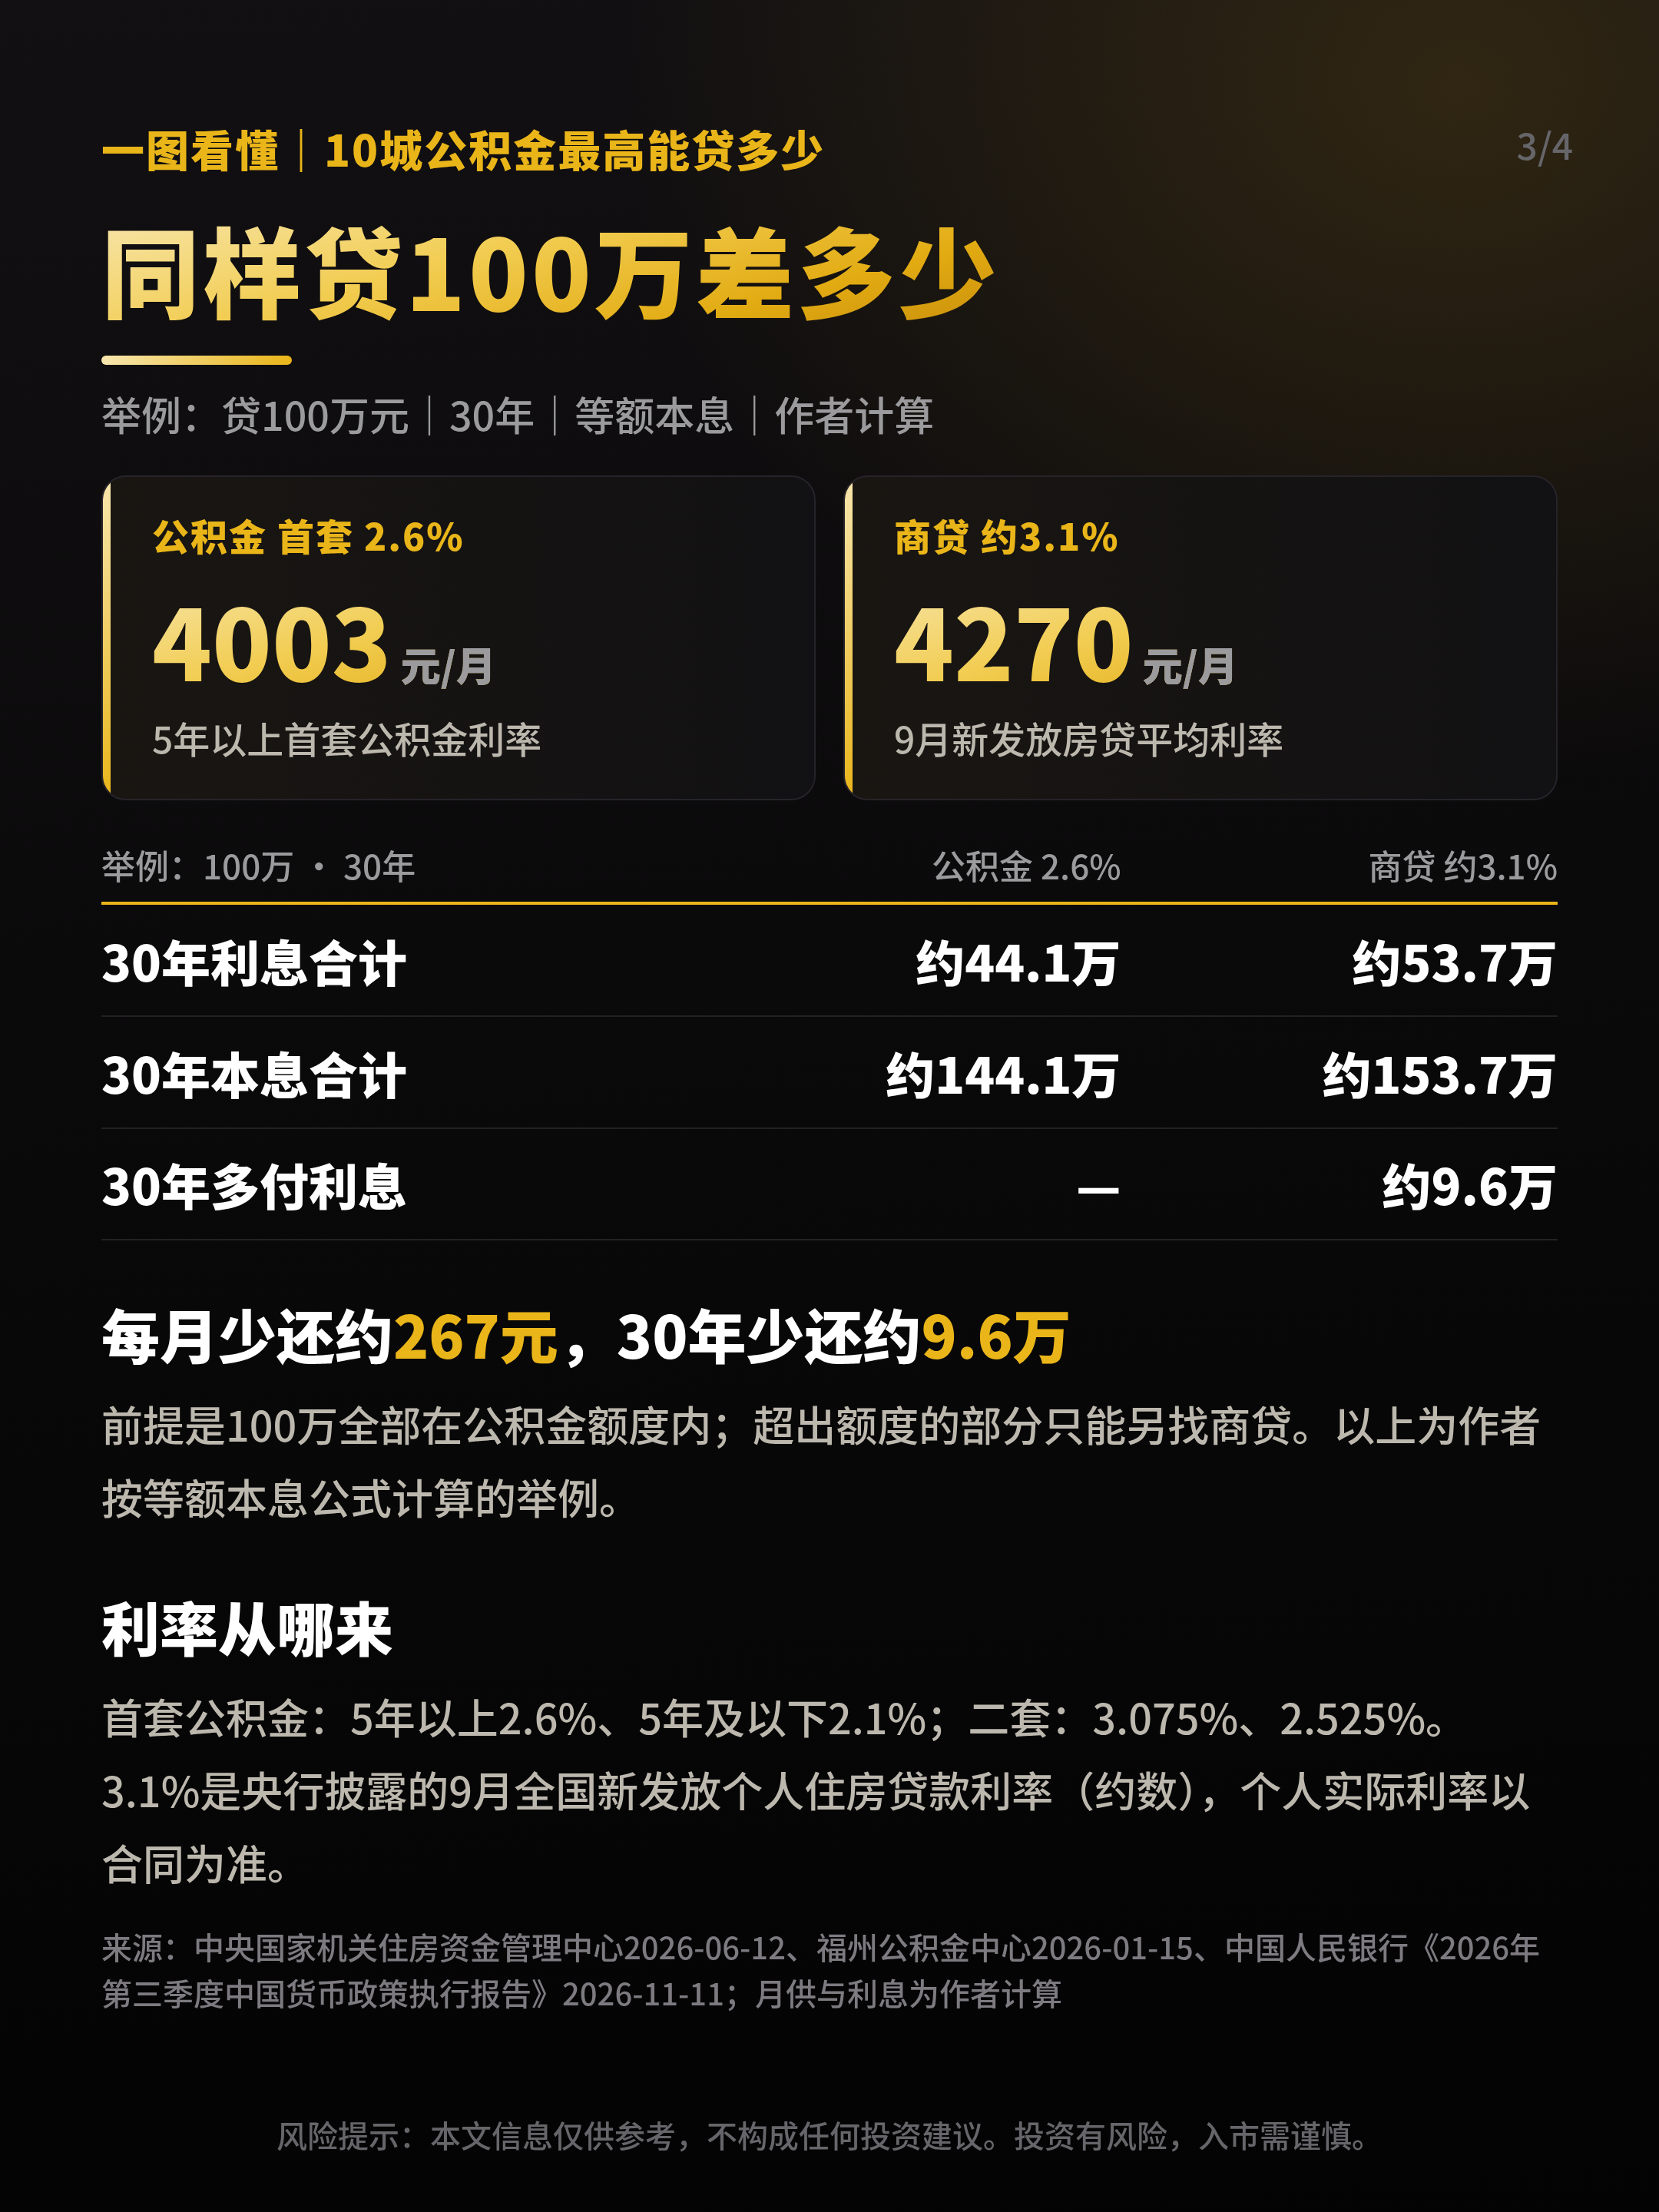 一图看懂｜10城公积金最高能贷多少
3/4
同样贷100万差多少
举例：贷100万元｜30年｜等额本息｜作者计算
公积金 首套 2.6%
4003 元/月
5年以上首套公积金利率
商贷 约3.1%
4270 元/月
9月新发放房贷平均利率
举例：100万 · 30年 公积金 2.6% 商贷 约3.1%
30年利息合计 约44.1万 约53.7万
30年本息合计 约144.1万 约153.7万
30年多付利息 — 约9.6万
每月少还约267元，30年少还约9.6万
前提是100万全部在公积金额度内；超出额度的部分只能另找商贷。以上为作者
按等额本息公式计算的举例。
利率从哪来
首套公积金：5年以上2.6%、5年及以下2.1%；二套：3.075%、2.525%。
3.1%是央行披露的9月全国新发放个人住房贷款利率（约数），个人实际利率以
合同为准。
来源：中央国家机关住房资金管理中心2026-06-12、福州公积金中心2026-01-15、中国人民银行《2026年
第三季度中国货币政策执行报告》2026-11-11；月供与利息为作者计算
风险提示：本文信息仅供参考，不构成任何投资建议。投资有风险，入市需谨慎。